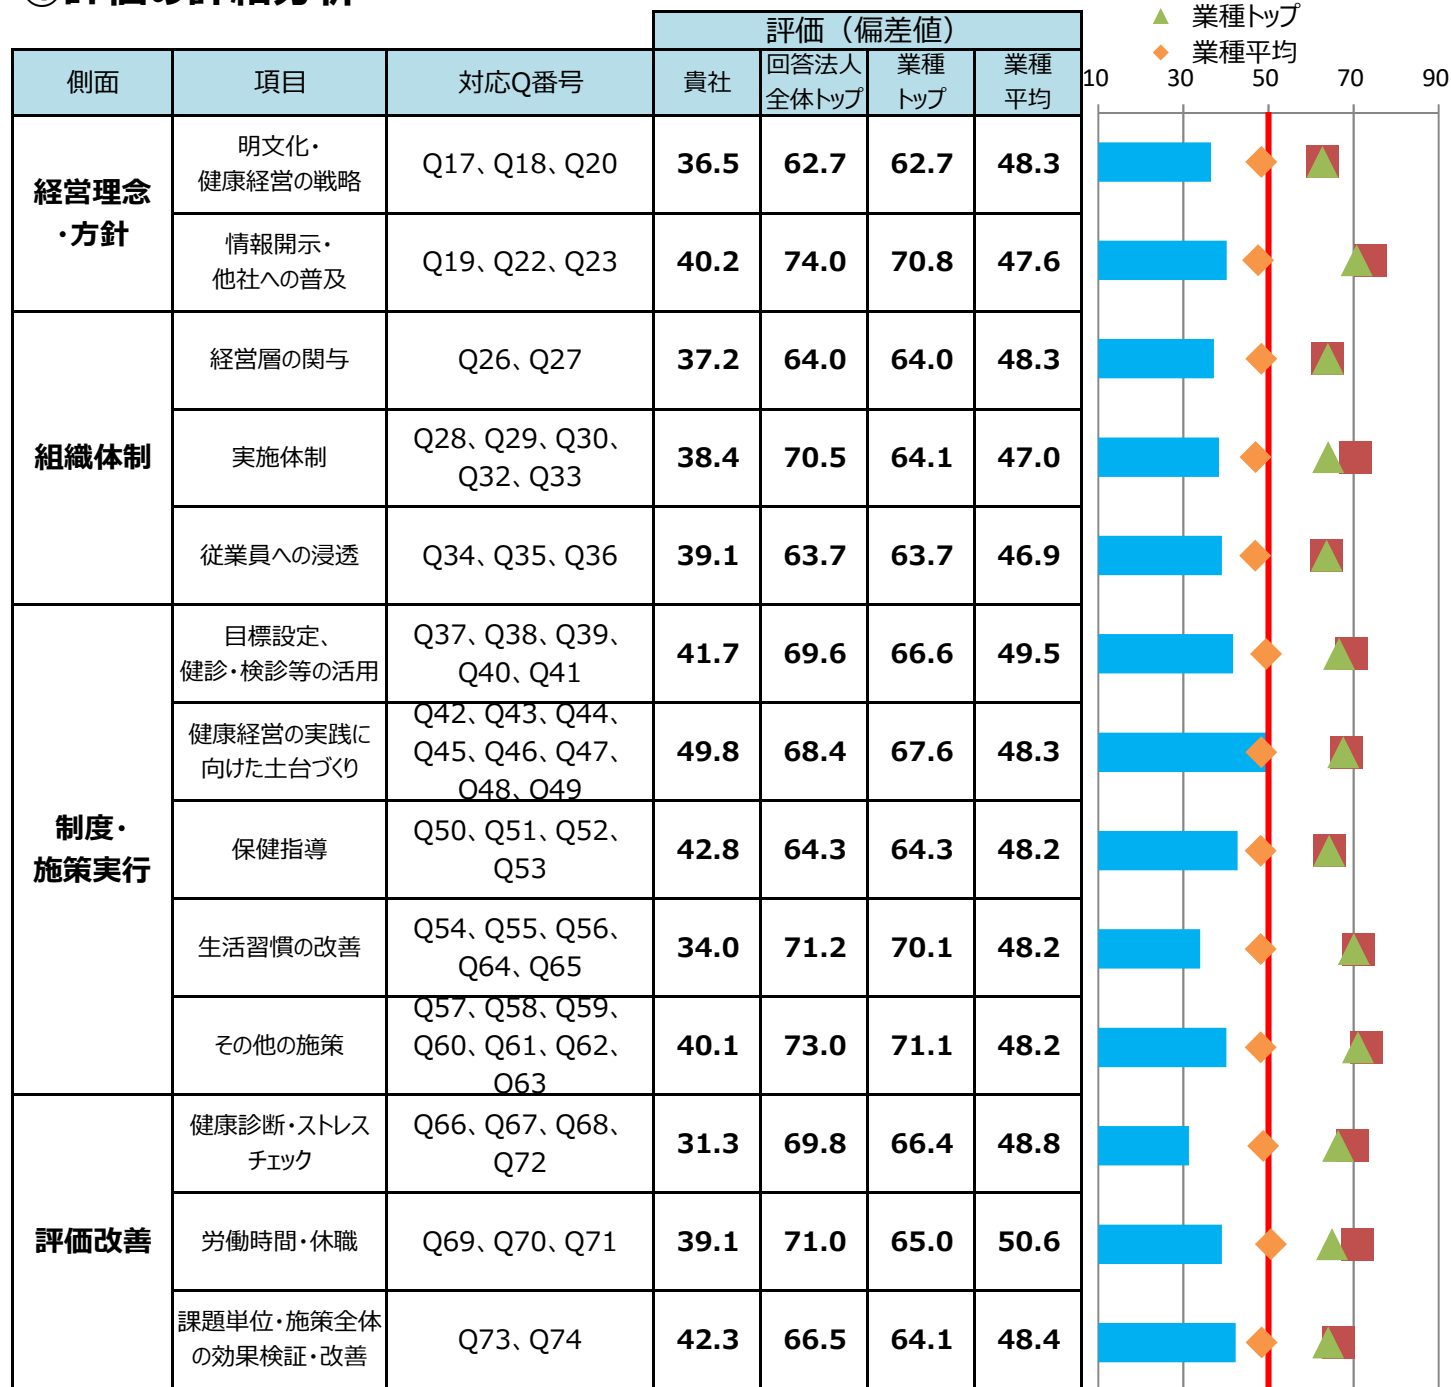 評価（偏差値）
▲ 業種トップ
◆ 業種平均
側面 項目 対応Q番号 貴社 回答法人 業種 業種
全体トップ トップ 平均
10 30 50 70 90
経営理念
・方針
明文化・
健康経営の戦略
Q17、Q18、Q20
36.5 62.7 62.7 48.3
情報開示・
他社への普及
Q19、Q22、Q23
40.2 74.0 70.8 47.6
組織体制
経営層の関与
Q26、Q27
37.2 64.0 64.0 48.3
実施体制
Q28、Q29、Q30、
Q32、Q33
38.4 70.5 64.1 47.0
従業員への浸透
Q34、Q35、Q36
39.1 63.7 63.7 46.9
制度・
施策実行
目標設定、
健診・検診等の活用
Q37、Q38、Q39、
Q40、Q41
41.7 69.6 66.6 49.5
健康経営の実践に
向けた土台づくり
Q42、Q43、Q44、
Q45、Q46、Q47、
Q48、Q49
49.8 68.4 67.6 48.3
保健指導
Q50、Q51、Q52、
Q53
42.8 64.3 64.3 48.2
生活習慣の改善
Q54、Q55、Q56、
Q64、Q65
34.0 71.2 70.1 48.2
その他の施策
Q57、Q58、Q59、
Q60、Q61、Q62、
Q63
40.1 73.0 71.1 48.2
評価改善
健康診断・ストレス
チェック
Q66、Q67、Q68、
Q72
31.3 69.8 66.4 48.8
労働時間・休職
Q69、Q70、Q71
39.1 71.0 65.0 50.6
課題単位・施策全体
の効果検証・改善
Q73、Q74
42.3 66.5 64.1 48.4